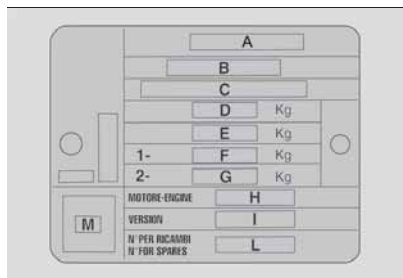 A
B
C
D Kg
E Kg
1- F Kg
2- G Kg
MOTORE-ENGINE H
VERSION I
M
N° PER RICAMBI
N° FOR SPARES L